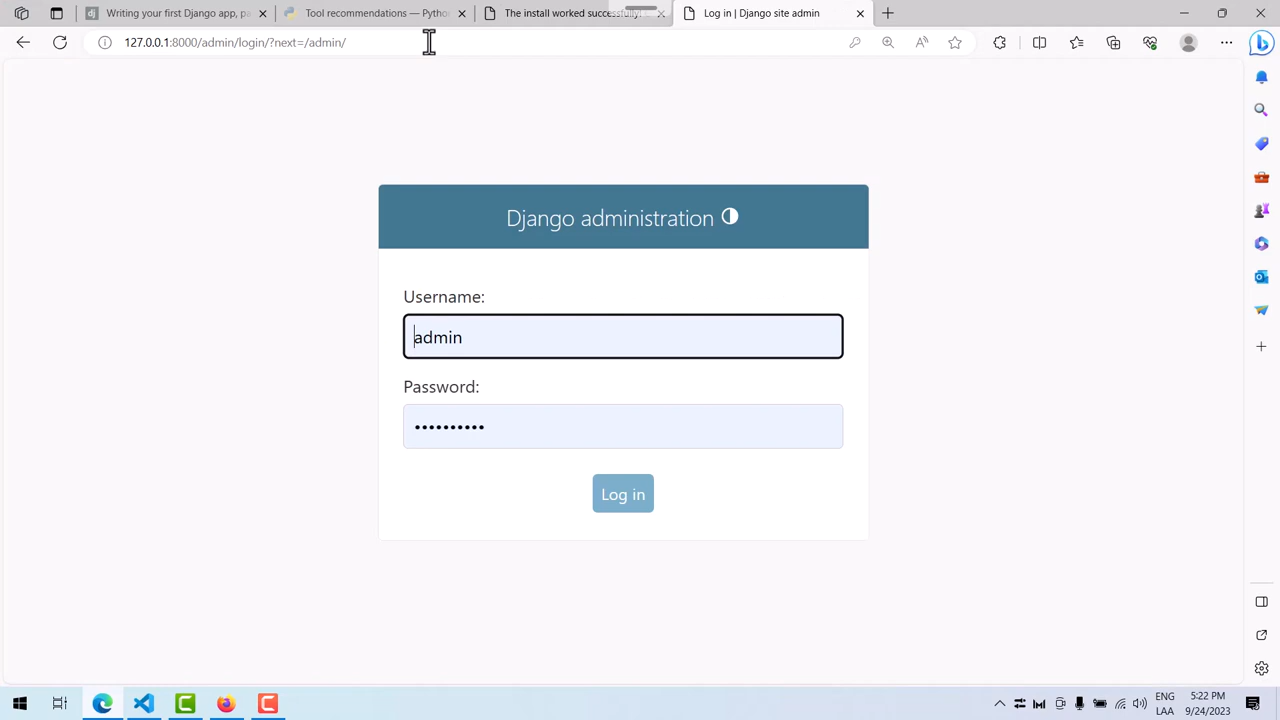 Writing your first Django app, pa
Tool recommendations — Pytho
The install worked successfully! C
Log in | Django site admin
127.0.0.1:8000/admin/login/?next=/admin/
Django administration
Username:
admin
Password:
••••••••••
Log in
ENG
LAA
5:22 PM
9/24/2023